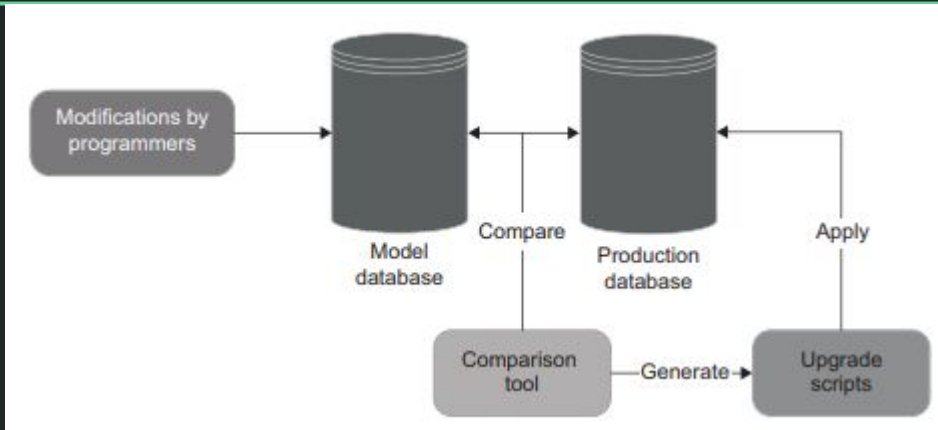 Modifications by
programmers
Model
database
Compare
Production
database
Apply
Comparison
tool
Generate
Upgrade
scripts